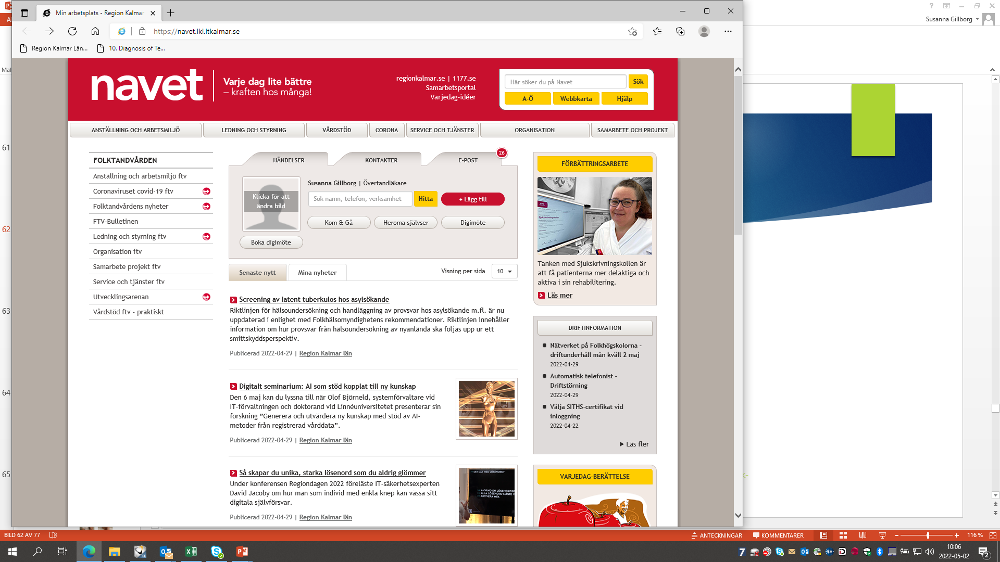 Min arbetsplats - Region Kalmar
Susanna Gillborg
https://navet.lkl.ltkalmar.se
Region Kalmar Län...
10. Diagnosis of Te...
Mal
navet
Varje dag lite bättre
– kraften hos många!
regionkalmar.se | 1177.se
Samarbetsportal
Varjedag-idéer
Här söker du på Navet
Sök
A-Ö
Webbkarta
Hjälp
ANSTÄLLNING OCH ARBETSMILJÖ
LEDNING OCH STYRNING
VÅRDSTÖD
CORONA
SERVICE OCH TJÄNSTER
ORGANISATION
SAMARBETE OCH PROJEKT
61
62
63
64
65
FOLKTANDVÅRDEN
Anställning och arbetsmiljö ftv
Coronaviruset covid-19 ftv
Folktandvårdens nyheter
FTV-Bulletinen
Ledning och styrning ftv
Organisation ftv
Samarbete projekt ftv
Service och tjänster ftv
Utvecklingsarenan
Vårdstöd ftv - praktiskt
HÄNDELSER
KONTAKTER
E-POST
26
Klicka för att
ändra bild
Susanna Gillborg | Övertandläkare
Sök namn, telefon, verksamhet
Hitta
+ Lägg till
Kom & Gå
Heroma självser
Digimöte
Boka digimöte
Senaste nytt
Mina nyheter
Visning per sida
10
Screening av latent tuberkulos hos asylsökande
Riktlinjen för hälsoundersökning och handläggning av provsvar hos asylsökande m.fl. är nu
uppdaterad i enlighet med Folkhälsomyndighetens rekommendationer. Riktlinjen innehåller
information om hur provsvar från hälsoundersökning av nyanlända ska följas upp ur ett
smittskyddsperspektiv.
Publicerad 2022-04-29 | Region Kalmar län
Digitalt seminarium: AI som stöd kopplat till ny kunskap
Den 6 maj kan du lyssna till när Olof Björneld, systemförvaltare vid
IT-förvaltningen och doktorand vid Linnéuniversitetet presenterar sin
forskning ”Generera och utvärdera ny kunskap med stöd av AI-
metoder från registrerad vårddata”.
Publicerad 2022-04-29 | Region Kalmar län
Så skapar du unika, starka lösenord som du aldrig glömmer
Under konferensen Regiondagen 2022 föreläste IT-säkerhetsexperten
David Jacoby om hur man som individ med enkla knep kan vässa sitt
digitala självförsvar.
Publicerad 2022-04-29 | Region Kalmar län
DET DÄR MED LÖSENORD?
ANVÄND EN LÖSENORDSF
ALLA LÖSENORD MÅSTE V
AKTIVERA MFA
FÖRBÄTTRINGSARBETE
Sjukskrivningskollen
Tanken med Sjukskrivningskollen är
att få patienterna mer delaktiga och
aktiva i sin rehabilitering.
Läs mer
DRIFTINFORMATION
Nätverket på Folkhögskolorna -
driftunderhåll mån kväll 2 maj
2022-04-29
Automatisk telefonist -
Driftstörning
2022-04-29
Välja SITHS-certifikat vid
inloggning
2022-04-22
Läs fler
VARJEDAG-BERÄTTELSE
BILD 62 AV 77
ANTECKNINGAR
KOMMENTARER
116 %
10:06
2022-05-02
2